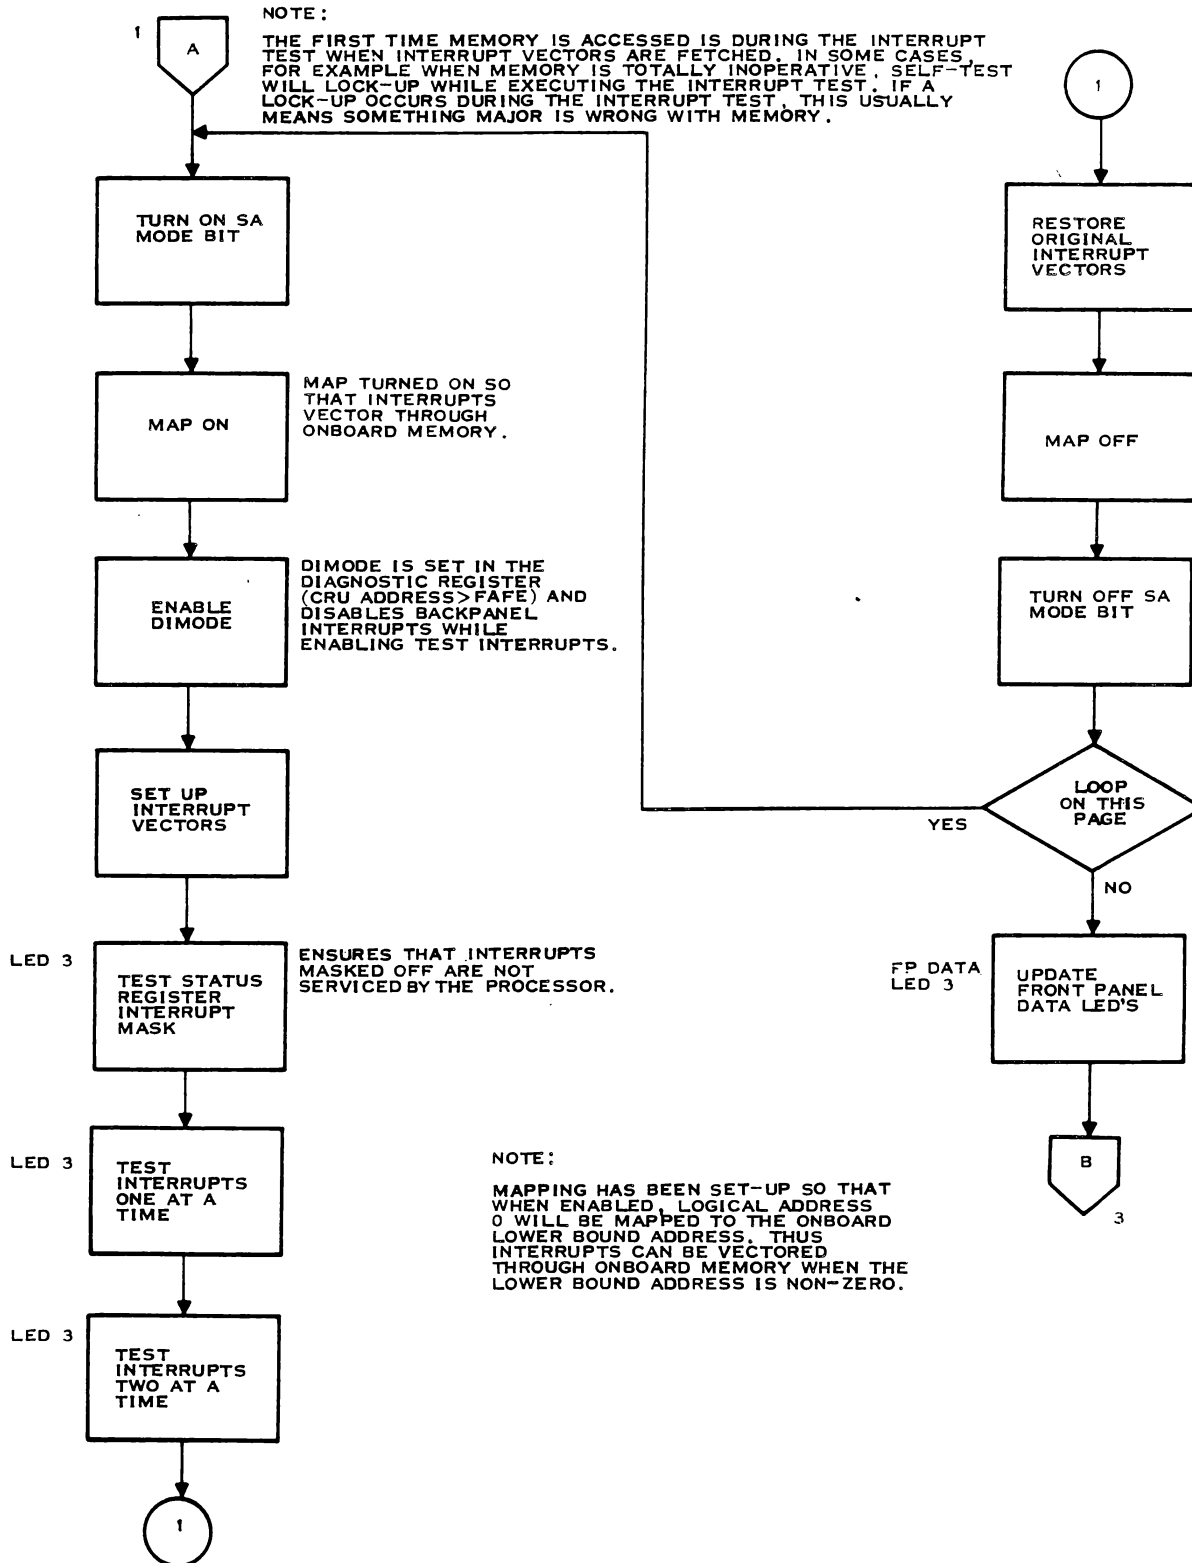 1
A
NOTE:
THE FIRST TIME MEMORY IS ACCESSED IS DURING THE INTERRUPT
TEST WHEN INTERRUPT VECTORS ARE FETCHED. IN SOME CASES,
FOR EXAMPLE WHEN MEMORY IS TOTALLY INOPERATIVE, SELF-TEST
WILL LOCK-UP WHILE EXECUTING THE INTERRUPT TEST. IF A
LOCK-UP OCCURS DURING THE INTERRUPT TEST, THIS USUALLY
MEANS SOMETHING MAJOR IS WRONG WITH MEMORY.
TURN ON SA
MODE BIT
MAP ON
MAP TURNED ON SO
THAT INTERRUPTS
VECTOR THROUGH
ONBOARD MEMORY.
ENABLE
DIMODE
DIMODE IS SET IN THE
DIAGNOSTIC REGISTER
(CRU ADDRESS>FAFE) AND
DISABLES BACKPANEL
INTERRUPTS WHILE
ENABLING TEST INTERRUPTS.
SET UP
INTERRUPT
VECTORS
LED 3
TEST STATUS
REGISTER
INTERRUPT
MASK
ENSURES THAT INTERRUPTS
MASKED OFF ARE NOT
SERVICED BY THE PROCESSOR.
LED 3
TEST
INTERRUPTS
ONE AT A
TIME
LED 3
TEST
INTERRUPTS
TWO AT A
TIME
1
NOTE:
MAPPING HAS BEEN SET-UP SO THAT
WHEN ENABLED, LOGICAL ADDRESS
0 WILL BE MAPPED TO THE ONBOARD
LOWER BOUND ADDRESS. THUS
INTERRUPTS CAN BE VECTORED
THROUGH ONBOARD MEMORY WHEN THE
LOWER BOUND ADDRESS IS NON-ZERO.
1
RESTORE
ORIGINAL
INTERRUPT
VECTORS
MAP OFF
TURN OFF SA
MODE BIT
LOOP
ON THIS
PAGE
YES
NO
FP DATA
LED 3
UPDATE
FRONT PANEL
DATA LED'S
B
3